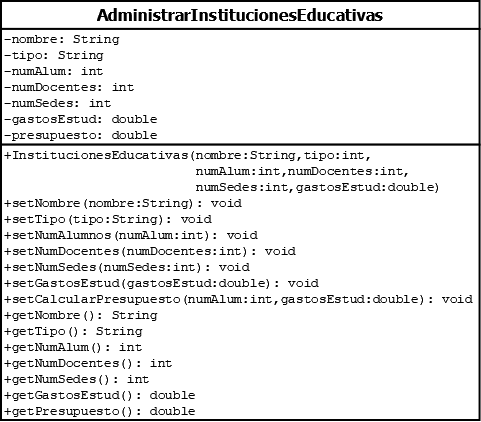 AdministrarInstitucionesEducativas
-nombre: String
-tipo: String
-numAlum: int
-numDocentes: int
-numSedes: int
-gastosEstud: double
-presupuesto: double
+InstitucionesEducativas(nombre:String,tipo:int,
numAlum:int,numDocentes:int,
numSedes:int,gastosEstud:double)
+setNombre(nombre:String): void
+setTipo(tipo:String): void
+setNumAlumnos(numAlum:int): void
+setNumDocentes(numDocentes:int): void
+setNumSedes(numSedes:int): void
+setGastosEstud(gastosEstud:double): void
+setCalcularPresupuesto(numAlum:int,gastosEstud:double): void
+getNombre(): String
+getTipo(): String
+getNumAlum(): int
+getNumDocentes(): int
+getNumSedes(): int
+getGastosEstud(): double
+getPresupuesto(): double